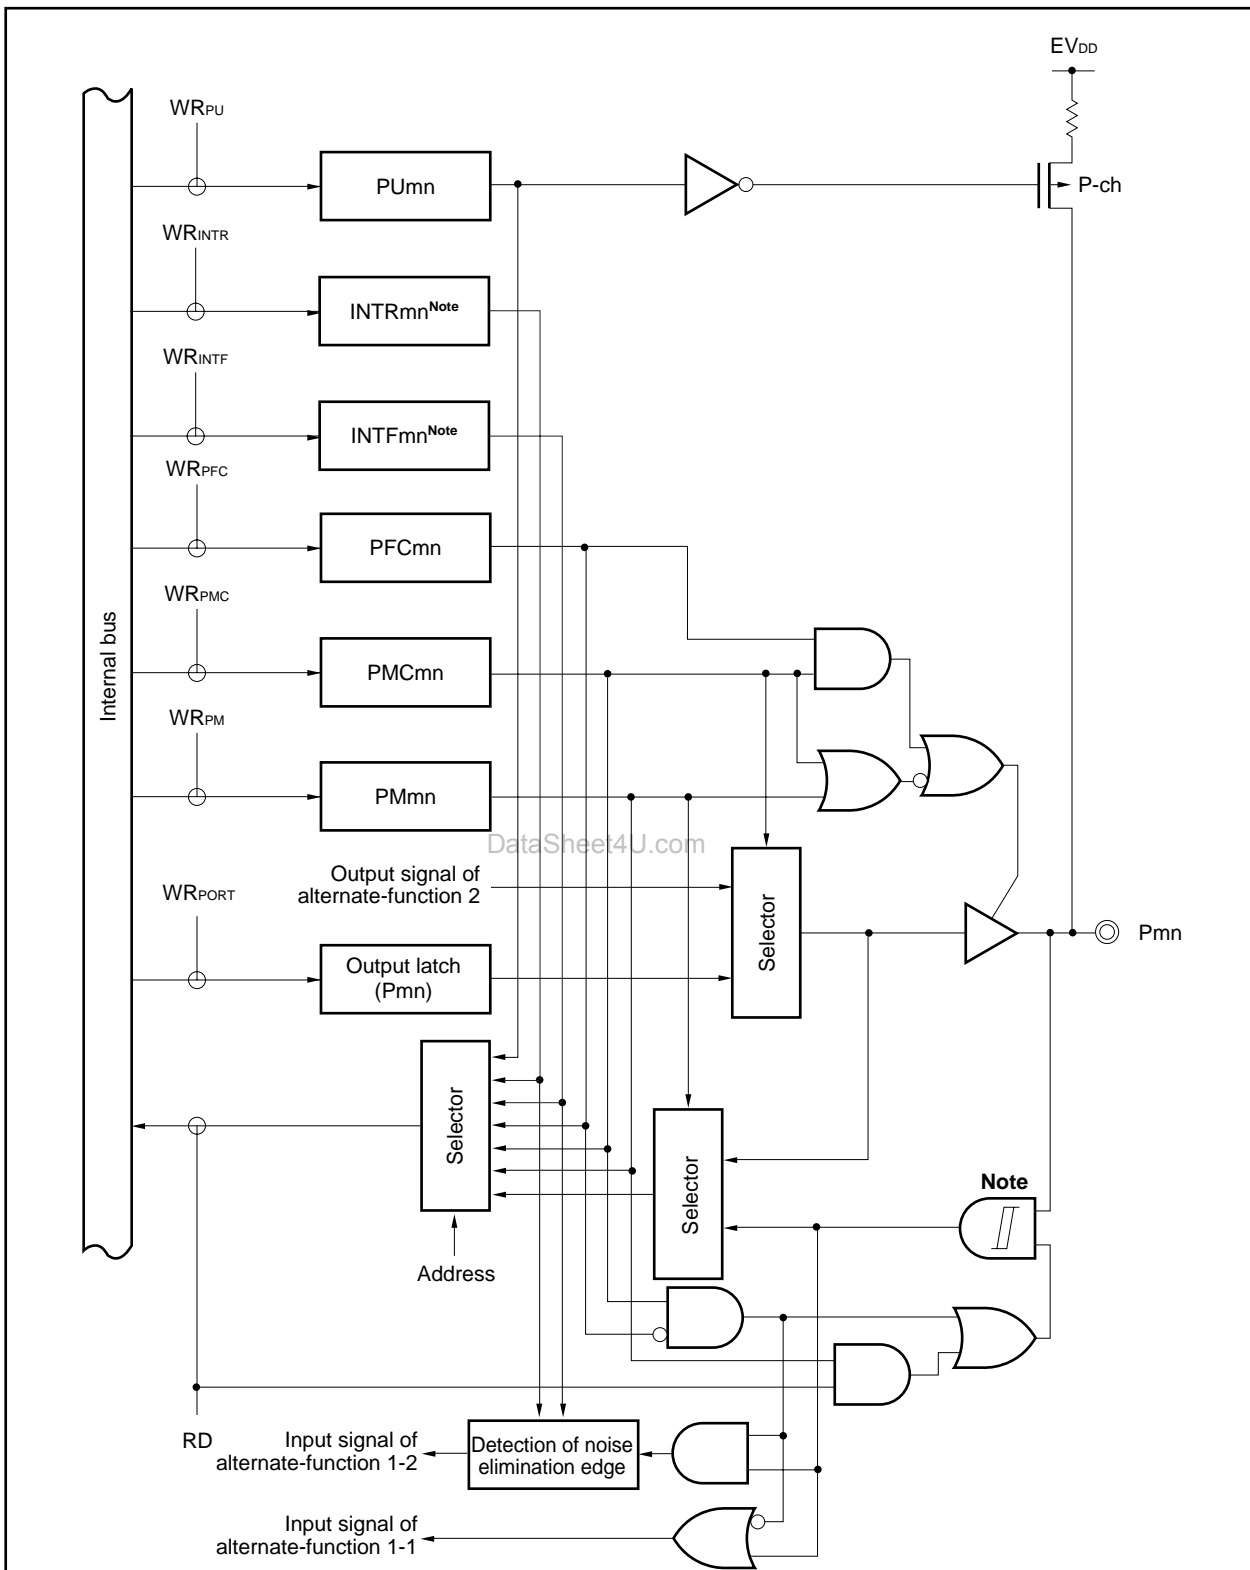 EVDD
WRPU
PUmn
P-ch
WRINTR
INTRmnNote
WRINTF
INTFmnNote
WRPFC
PFCmn
WRPMC
PMCmn
Internal bus
WRPM
PMmn
DataSheet4U.com
Output signal of
alternate-function 2
WRPORT
Output latch
(Pmn)
Selector
Pmn
Selector
Selector
Note
Address
RD
Input signal of
alternate-function 1-2
Detection of noise
elimination edge
Input signal of
alternate-function 1-1